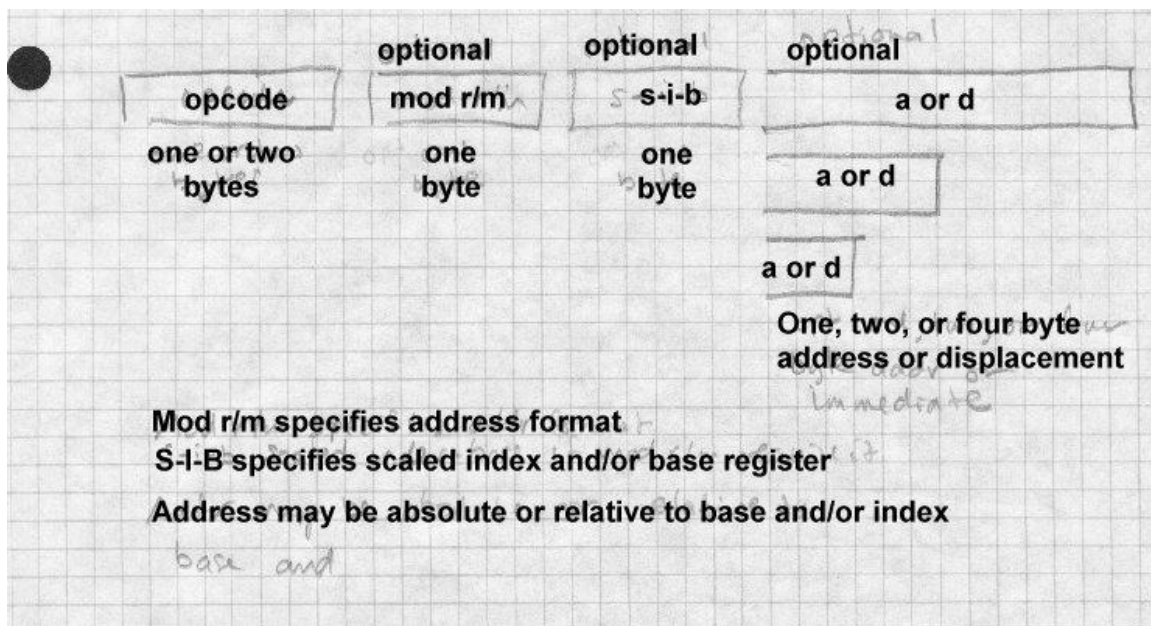 optional optional optional
opcode mod r/m s-i-b a or d
one or two one one
bytes byte byte
a or d
a or d
One, two, or four byte
address or displacement
immediate
Mod r/m specifies address format
S-I-B specifies scaled index and/or base register
Address may be absolute or relative to base and/or index
base and